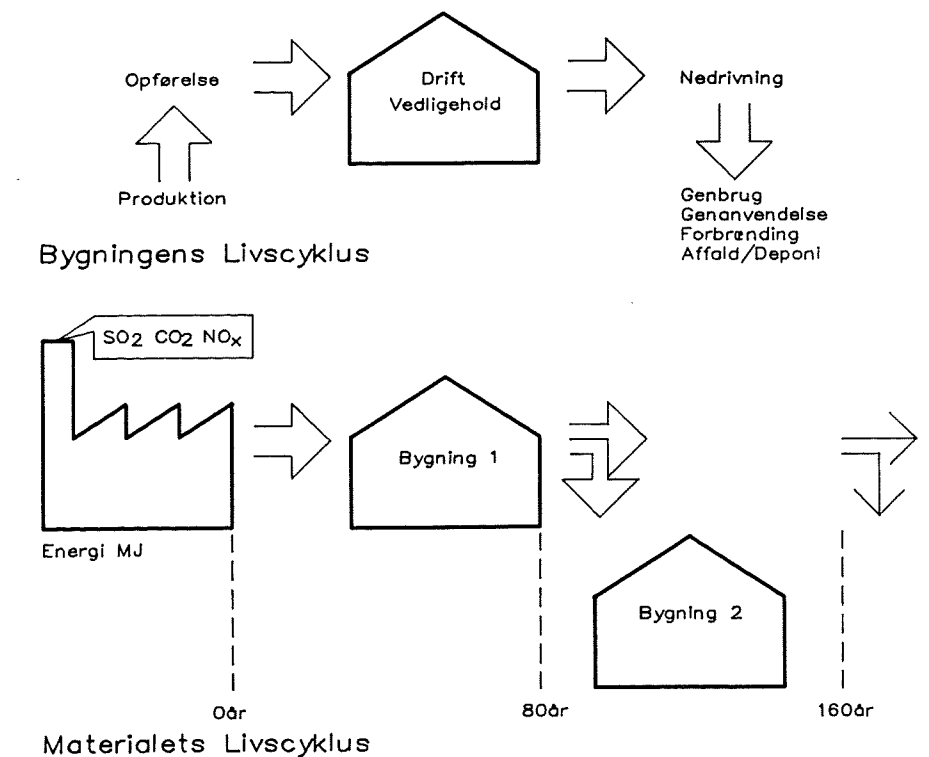 Opførelse
Drift
Vedligehold
Nedrivning
Produktion
Genbrug
Genanvendelse
Forbrænding
Affald/Deponi
Bygningens Livscyklus
SO2 CO2 NOx
Bygning 1
Energi MJ
Bygning 2
0år
80år
160år
Materialets Livscyklus